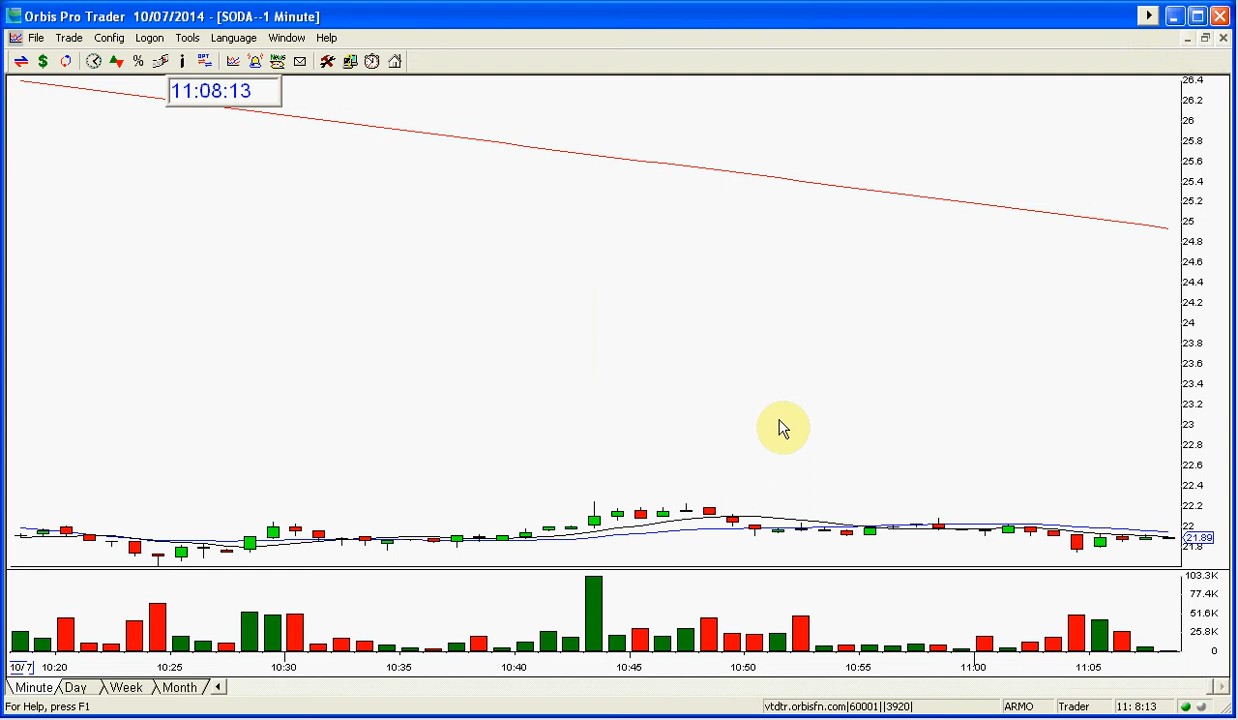 Orbis Pro Trader 10/07/2014 - [SODA--1 Minute]
File Trade Config Logon Tools Language Window Help
$ % i OPT News
11:08:13
26.4
26.2
26
25.8
25.6
25.4
25.2
25
24.8
24.6
24.4
24.2
24
23.8
23.6
23.4
23.2
23
22.8
22.6
22.4
22.2
22
21.89
21.8
103.3K
77.4K
51.6K
25.8K
0
10/7 10:20 10:25 10:30 10:35 10:40 10:45 10:50 10:55 11:00 11:05
Minute Day Week Month
For Help, press F1 vtdtr.orbisfn.com|60001||3920| ARMO Trader 11: 8:13